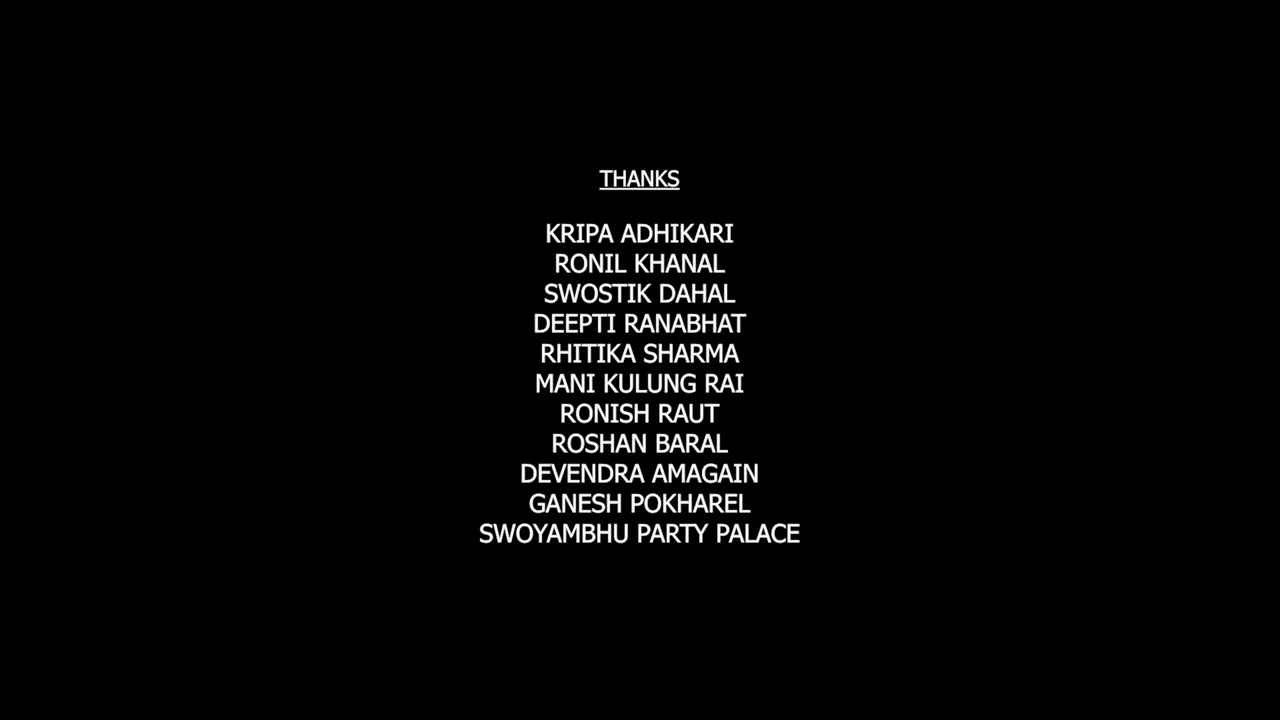 THANKS
KRIPA ADHIKARI
RONIL KHANAL
SWOSTIK DAHAL
DEEPTI RANABHAT
RHITIKA SHARMA
MANI KULUNG RAI
RONISH RAUT
ROSHAN BARAL
DEVENDRA AMAGAIN
GANESH POKHAREL
SWOYAMBHU PARTY PALACE